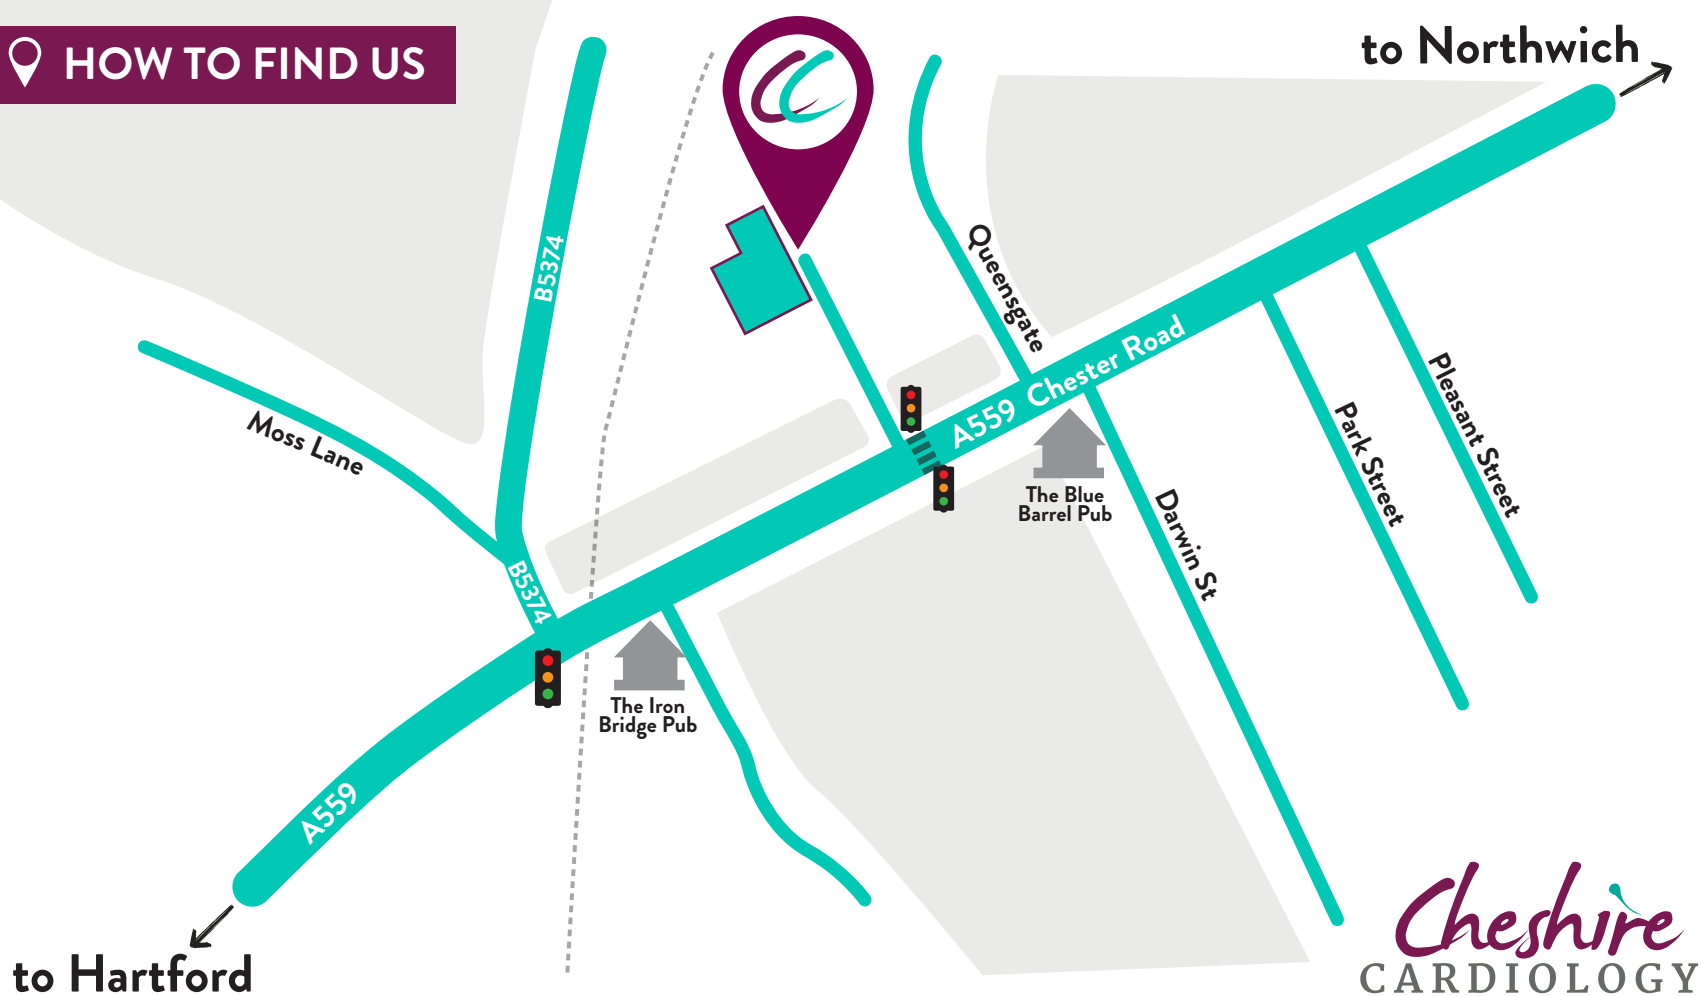 HOW TO FIND US
to Northwich
B5374
Queensgate
A559 Chester Road
Moss Lane
Pleasant Street
Park Street
The Blue
Barrel Pub
Darwin St
B5374
The Iron
Bridge Pub
A559
to Hartford
Cheshire
CARDIOLOGY